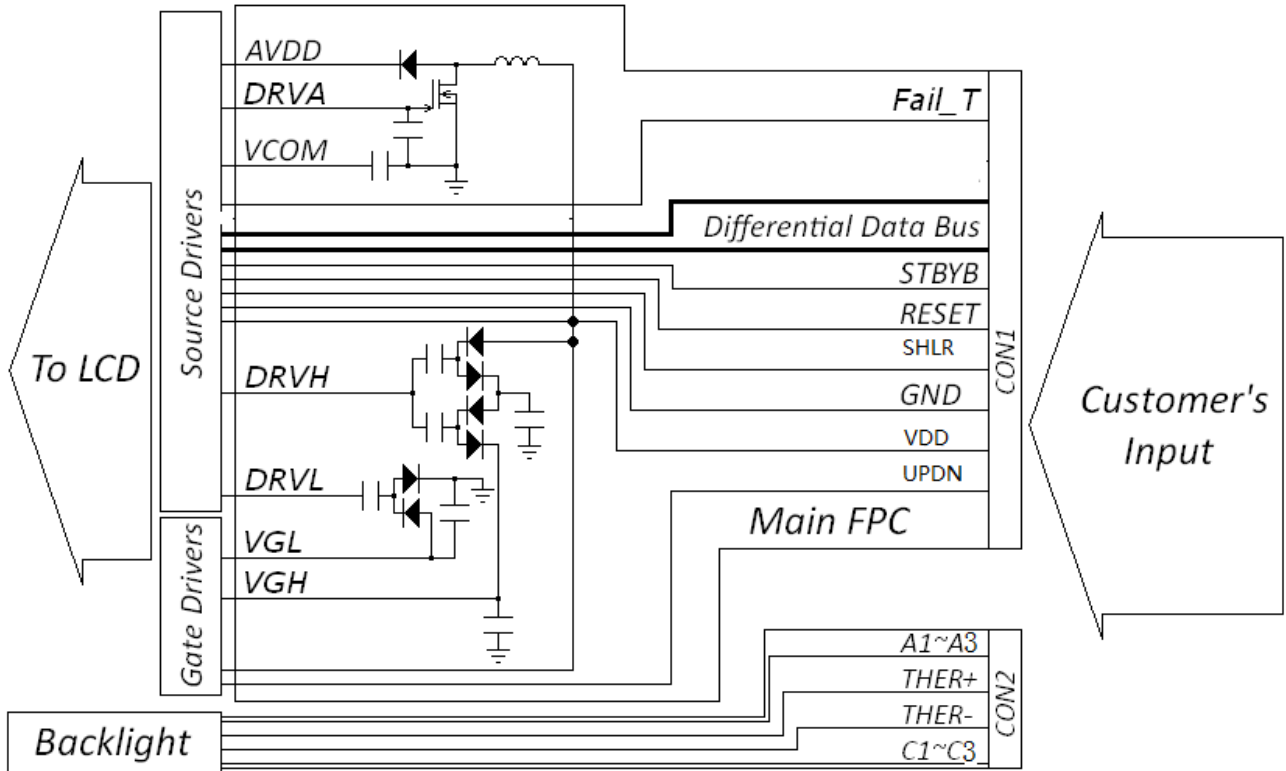 AVDD
DRVA
VCOM
Source Drivers
To LCD
DRVH
DRVL
VGL
VGH
Gate Drivers
Backlight
Fail_T
Differential Data Bus
STBYB
RESET
SHLR
GND
VDD
UPDN
Main FPC
CON1
Customer's
Input
A1~A3
THER+
THER-
C1~C3
CON2